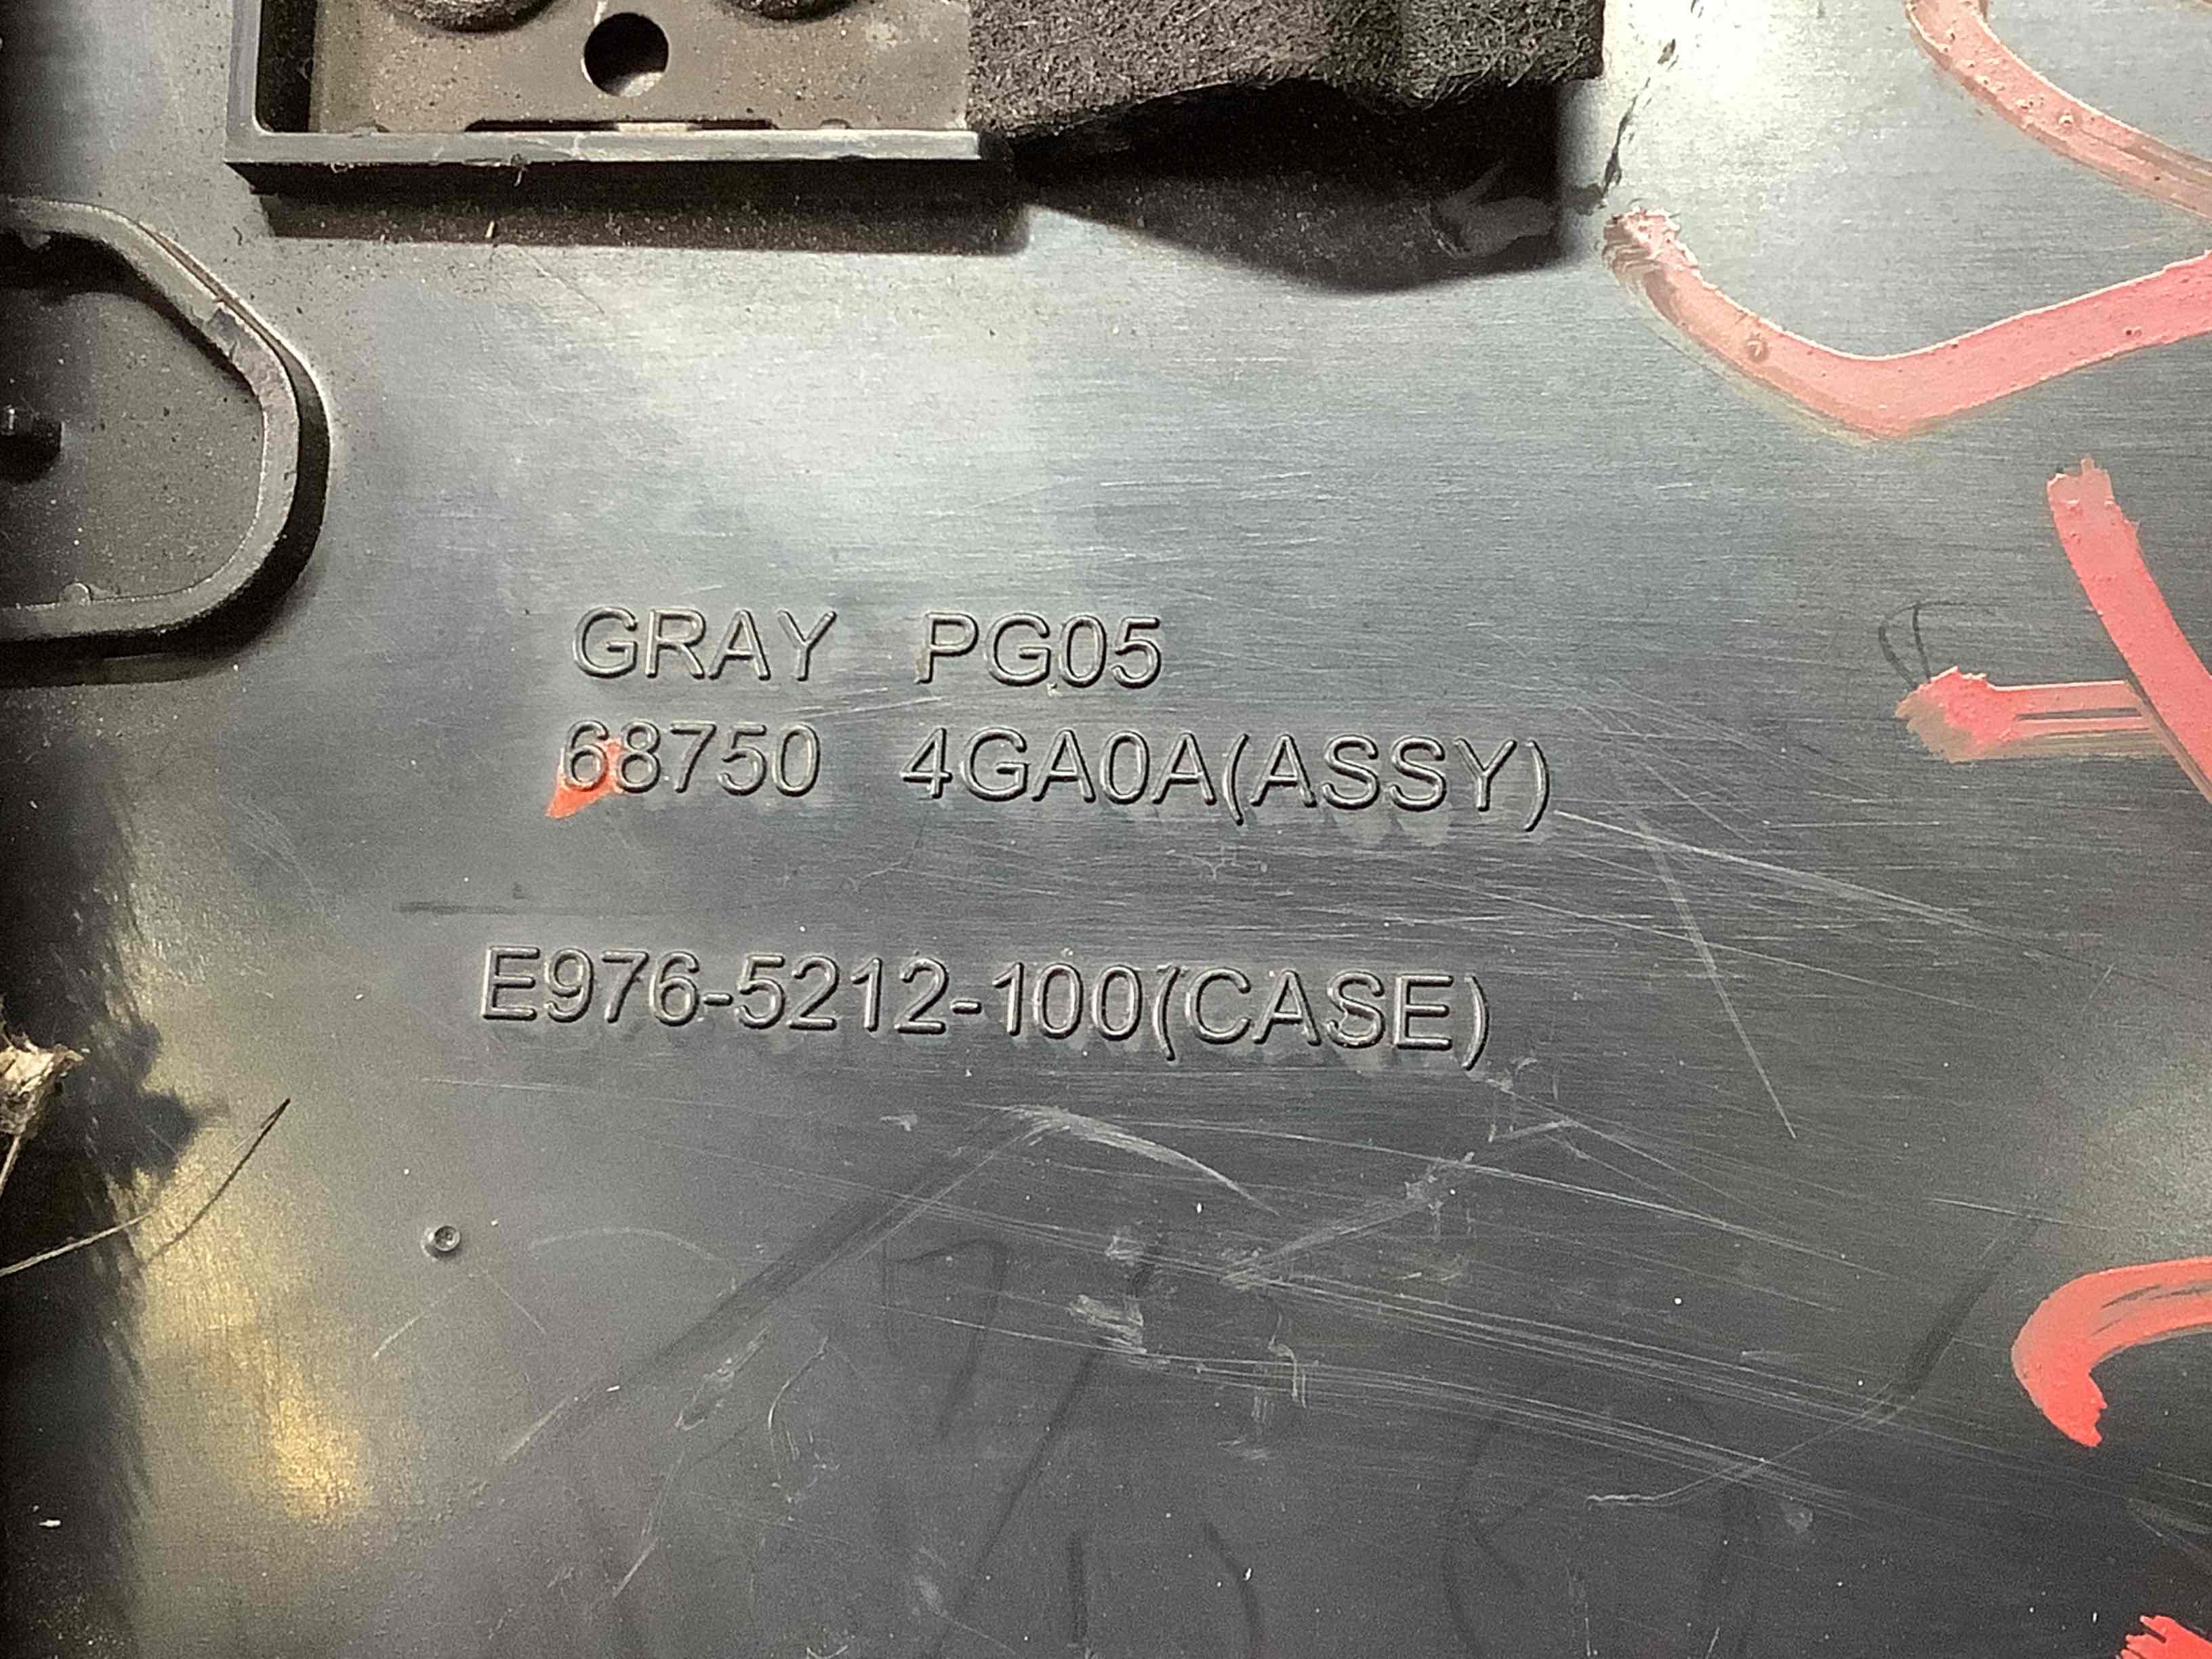 GRAY PG05
68750 4GA0A(ASSY)
E976-5212-100(CASE)